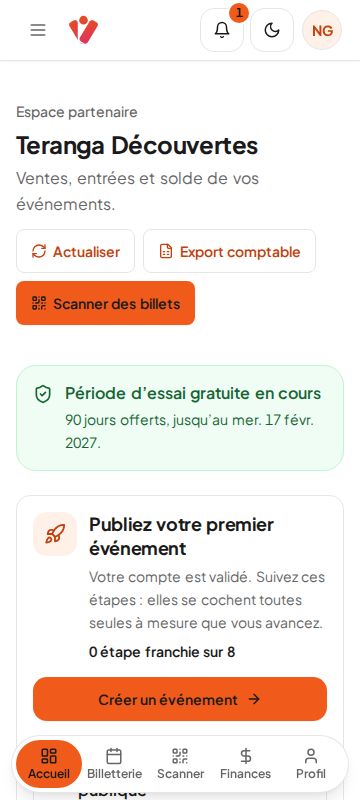 1
NG
Espace partenaire
Teranga Découvertes
Ventes, entrées et solde de vos
événements.
Actualiser
Export comptable
Scanner des billets
Période d'essai gratuite en cours
90 jours offerts, jusqu'au mer. 17 févr.
2027.
Publiez votre premier
événement
Votre compte est validé. Suivez ces
étapes : elles se cochent toutes
seules à mesure que vous avancez.
0 étape franchie sur 8
Créer un événement
Accueil
Billetterie
Scanner
Finances
Profil
publique